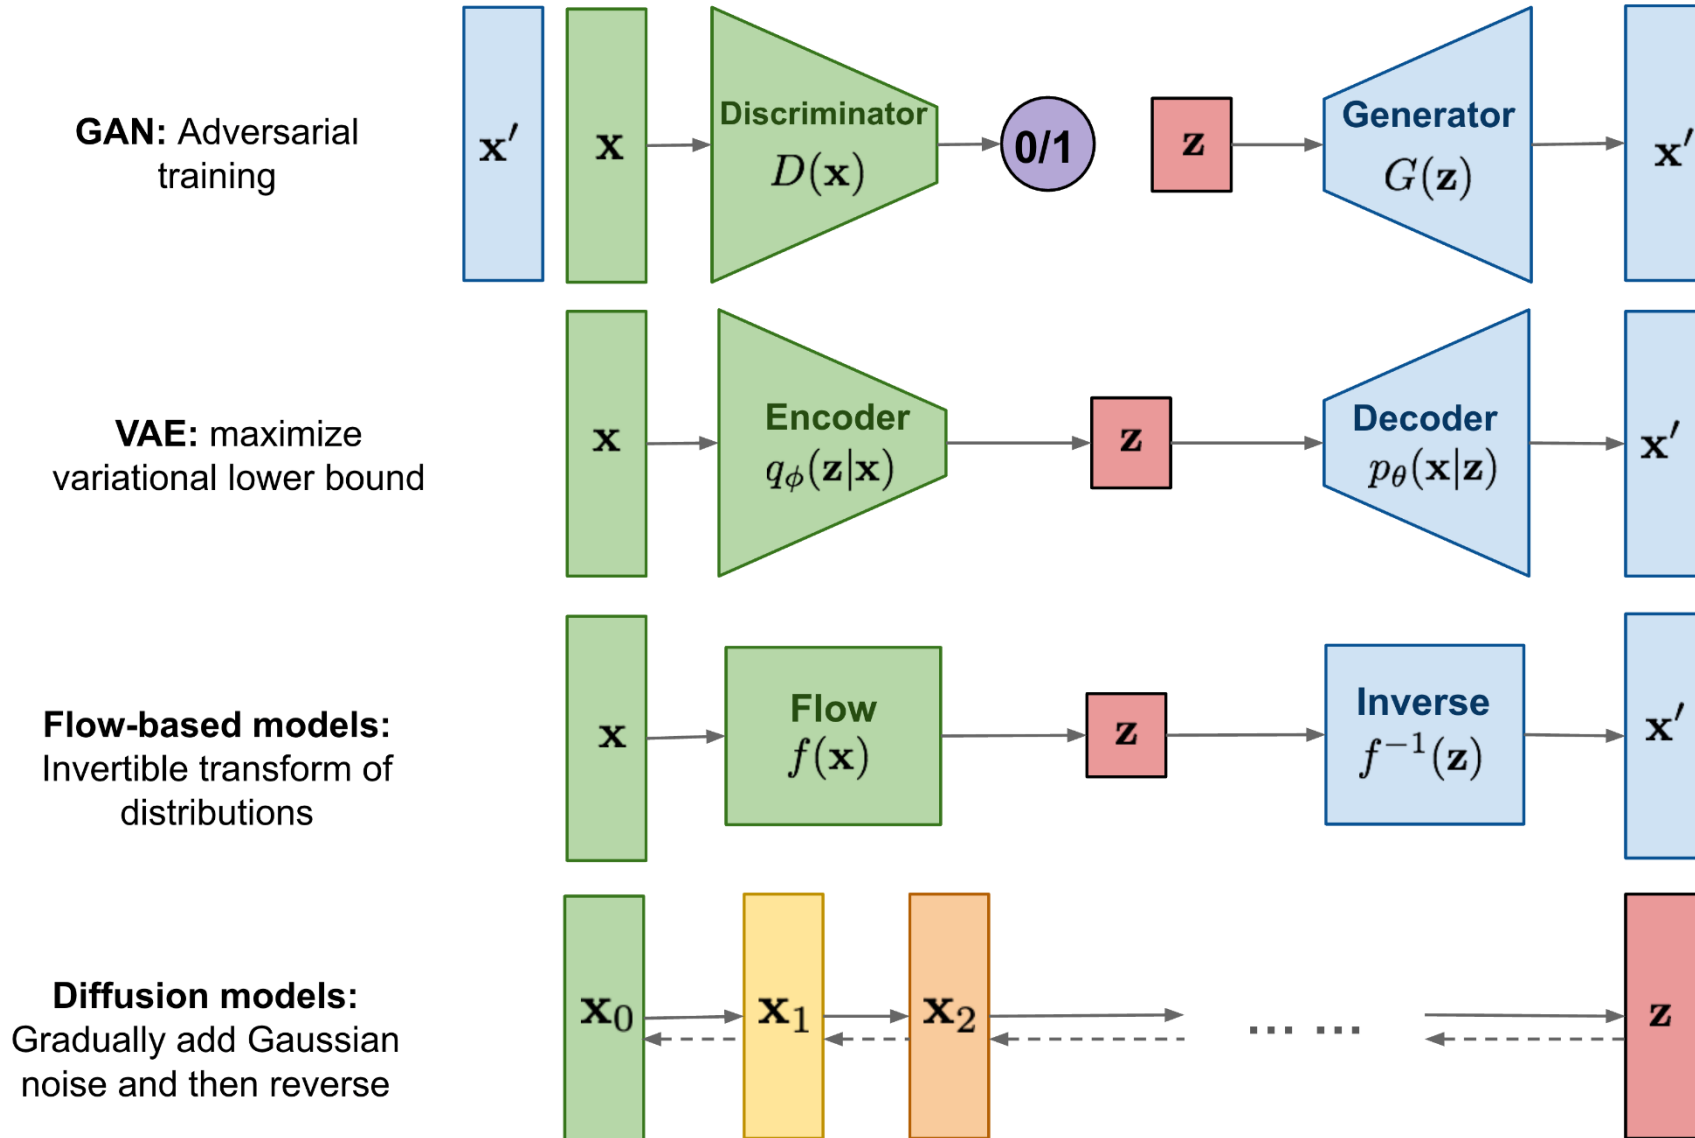 GAN: Adversarial
training
x′
x
Discriminator
D(x)
0/1
z
Generator
G(z)
x′
VAE: maximize
variational lower bound
x
Encoder
qϕ(z|x)
z
Decoder
pθ(x|z)
x′
Flow-based models:
Invertible transform of
distributions
x
Flow
f(x)
z
Inverse
f⁻¹(z)
x′
Diffusion models:
Gradually add Gaussian
noise and then reverse
x₀
x₁
x₂
... ...
z